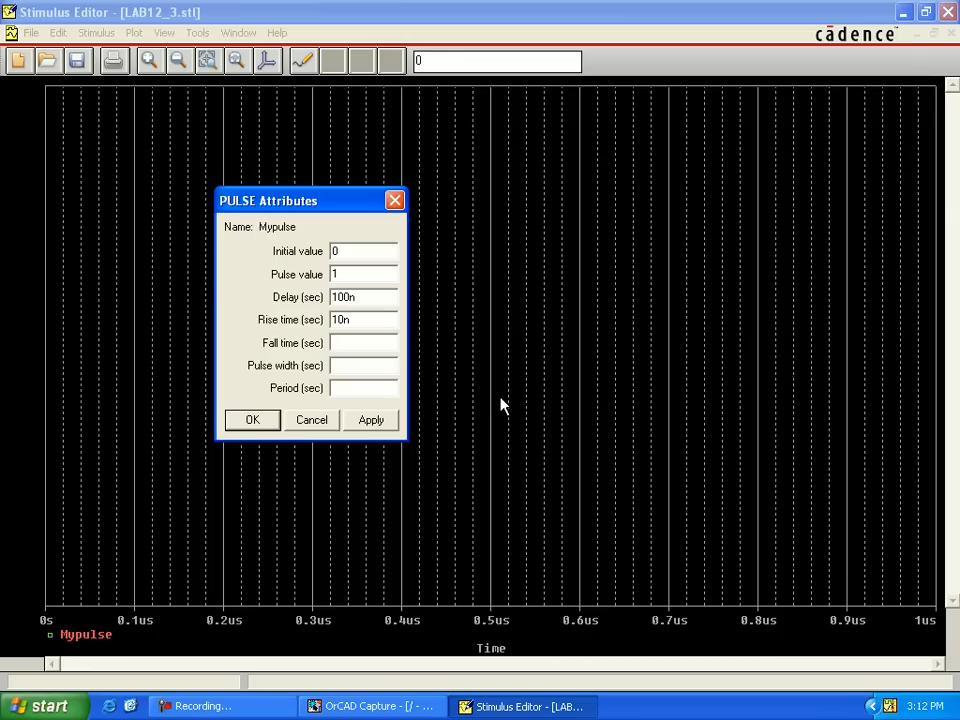 Stimulus Editor - [LAB12_3.stl]
File Edit Stimulus Plot View Tools Window Help
cādence
0
PULSE Attributes
Name: Mypulse
Initial value 0
Pulse value 1
Delay (sec) 100n
Rise time (sec) 10n
Fall time (sec)
Pulse width (sec)
Period (sec)
OK Cancel Apply
0s 0.1us 0.2us 0.3us 0.4us 0.5us 0.6us 0.7us 0.8us 0.9us 1us
Mypulse
Time
start Recording... OrCAD Capture - [/ - ... Stimulus Editor - [LAB... 3:12 PM